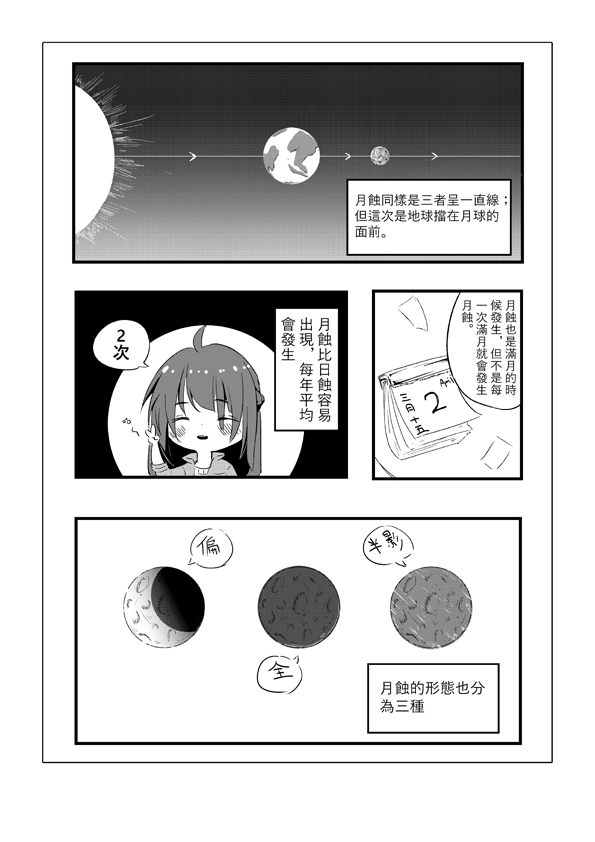 月蝕同樣是三者呈一直線；
但這次是地球擋在月球的
面前。
月蝕也是滿月的時
候發生，但不是每
一次滿月就會發生
月蝕。
2
三月十五
月蝕比日蝕容易
出現，每年平均
會發生
2次
偏
全
半影
月蝕的形態也分
為三種